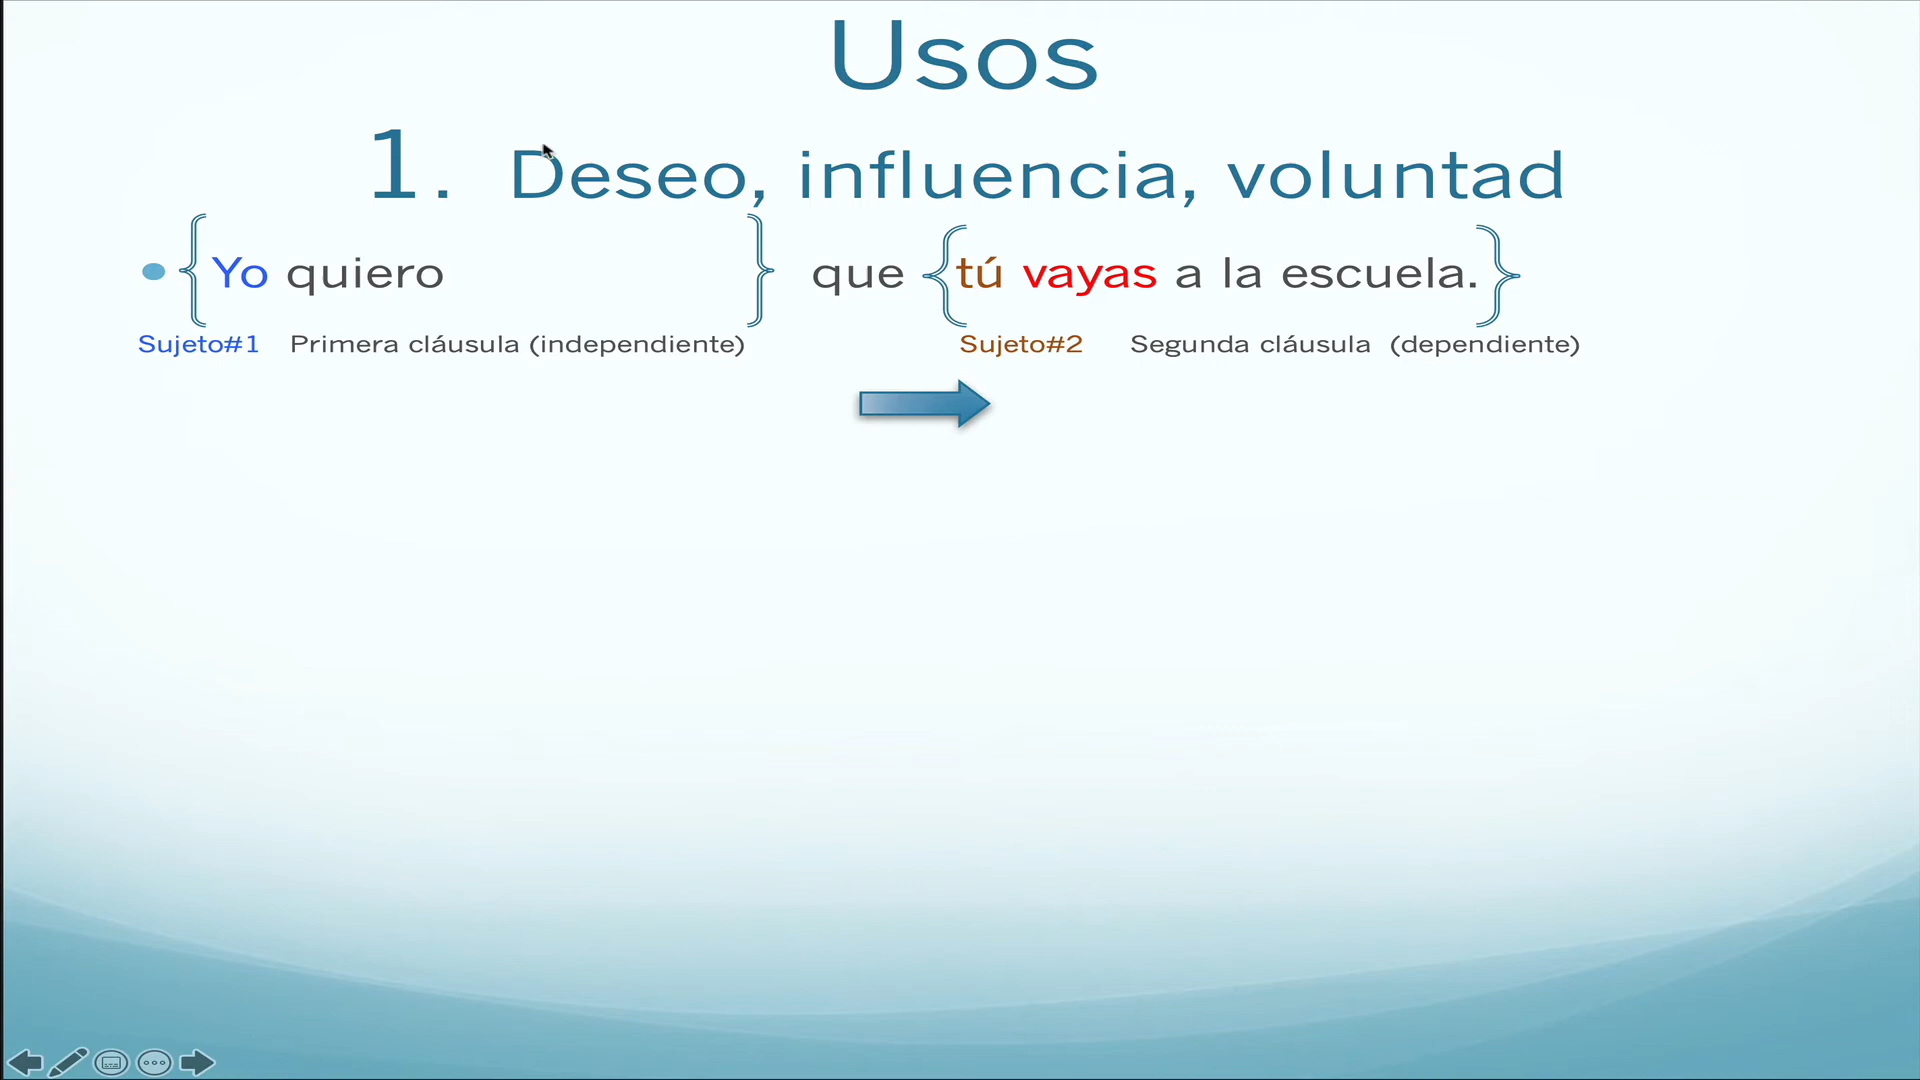 Usos
1. Deseo, influencia, voluntad
Yo quiero que tú vayas a la escuela.
Sujeto#1 Primera cláusula (independiente) Sujeto#2 Segunda cláusula (dependiente)